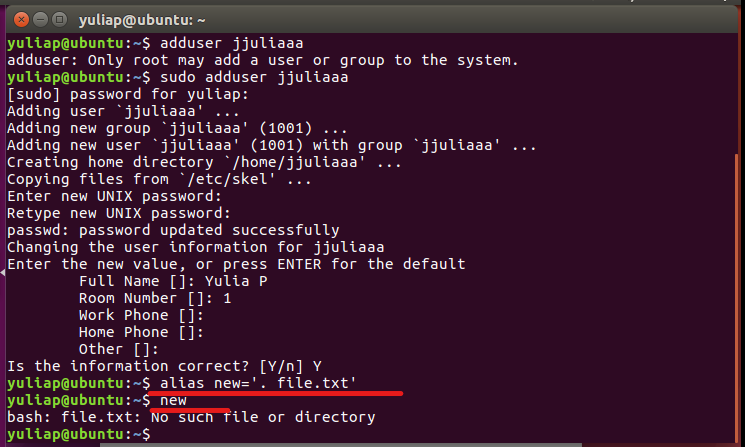 yuliap@ubuntu: ~
yuliap@ubuntu:~$ adduser jjuliaaa
adduser: Only root may add a user or group to the system.
yuliap@ubuntu:~$ sudo adduser jjuliaaa
[sudo] password for yuliap:
Adding user `jjuliaaa' ...
Adding new group `jjuliaaa' (1001) ...
Adding new user `jjuliaaa' (1001) with group `jjuliaaa' ...
Creating home directory `/home/jjuliaaa' ...
Copying files from `/etc/skel' ...
Enter new UNIX password:
Retype new UNIX password:
passwd: password updated successfully
Changing the user information for jjuliaaa
Enter the new value, or press ENTER for the default
        Full Name []: Yulia P
        Room Number []: 1
        Work Phone []:
        Home Phone []:
        Other []:
Is the information correct? [Y/n] Y
yuliap@ubuntu:~$ alias new='. file.txt'
yuliap@ubuntu:~$ new
bash: file.txt: No such file or directory
yuliap@ubuntu:~$